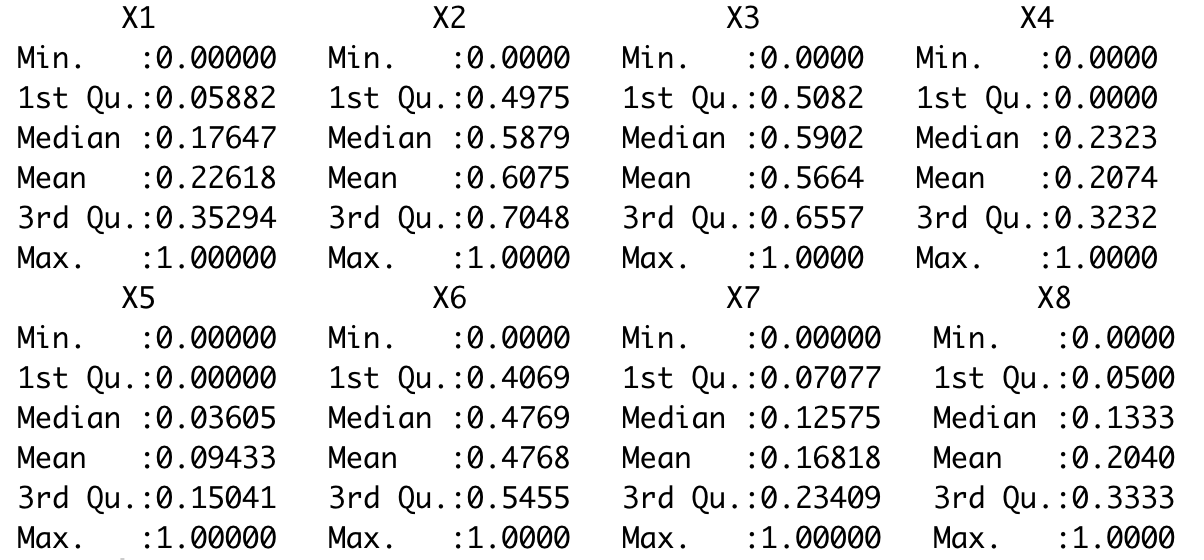 X1 X2 X3 X4
Min. :0.00000 Min. :0.0000 Min. :0.0000 Min. :0.0000
1st Qu.:0.05882 1st Qu.:0.4975 1st Qu.:0.5082 1st Qu.:0.0000
Median :0.17647 Median :0.5879 Median :0.5902 Median :0.2323
Mean :0.22618 Mean :0.6075 Mean :0.5664 Mean :0.2074
3rd Qu.:0.35294 3rd Qu.:0.7048 3rd Qu.:0.6557 3rd Qu.:0.3232
Max. :1.00000 Max. :1.0000 Max. :1.0000 Max. :1.0000
X5 X6 X7 X8
Min. :0.00000 Min. :0.0000 Min. :0.00000 Min. :0.0000
1st Qu.:0.00000 1st Qu.:0.4069 1st Qu.:0.07077 1st Qu.:0.0500
Median :0.03605 Median :0.4769 Median :0.12575 Median :0.1333
Mean :0.09433 Mean :0.4768 Mean :0.16818 Mean :0.2040
3rd Qu.:0.15041 3rd Qu.:0.5455 3rd Qu.:0.23409 3rd Qu.:0.3333
Max. :1.00000 Max. :1.0000 Max. :1.00000 Max. :1.0000